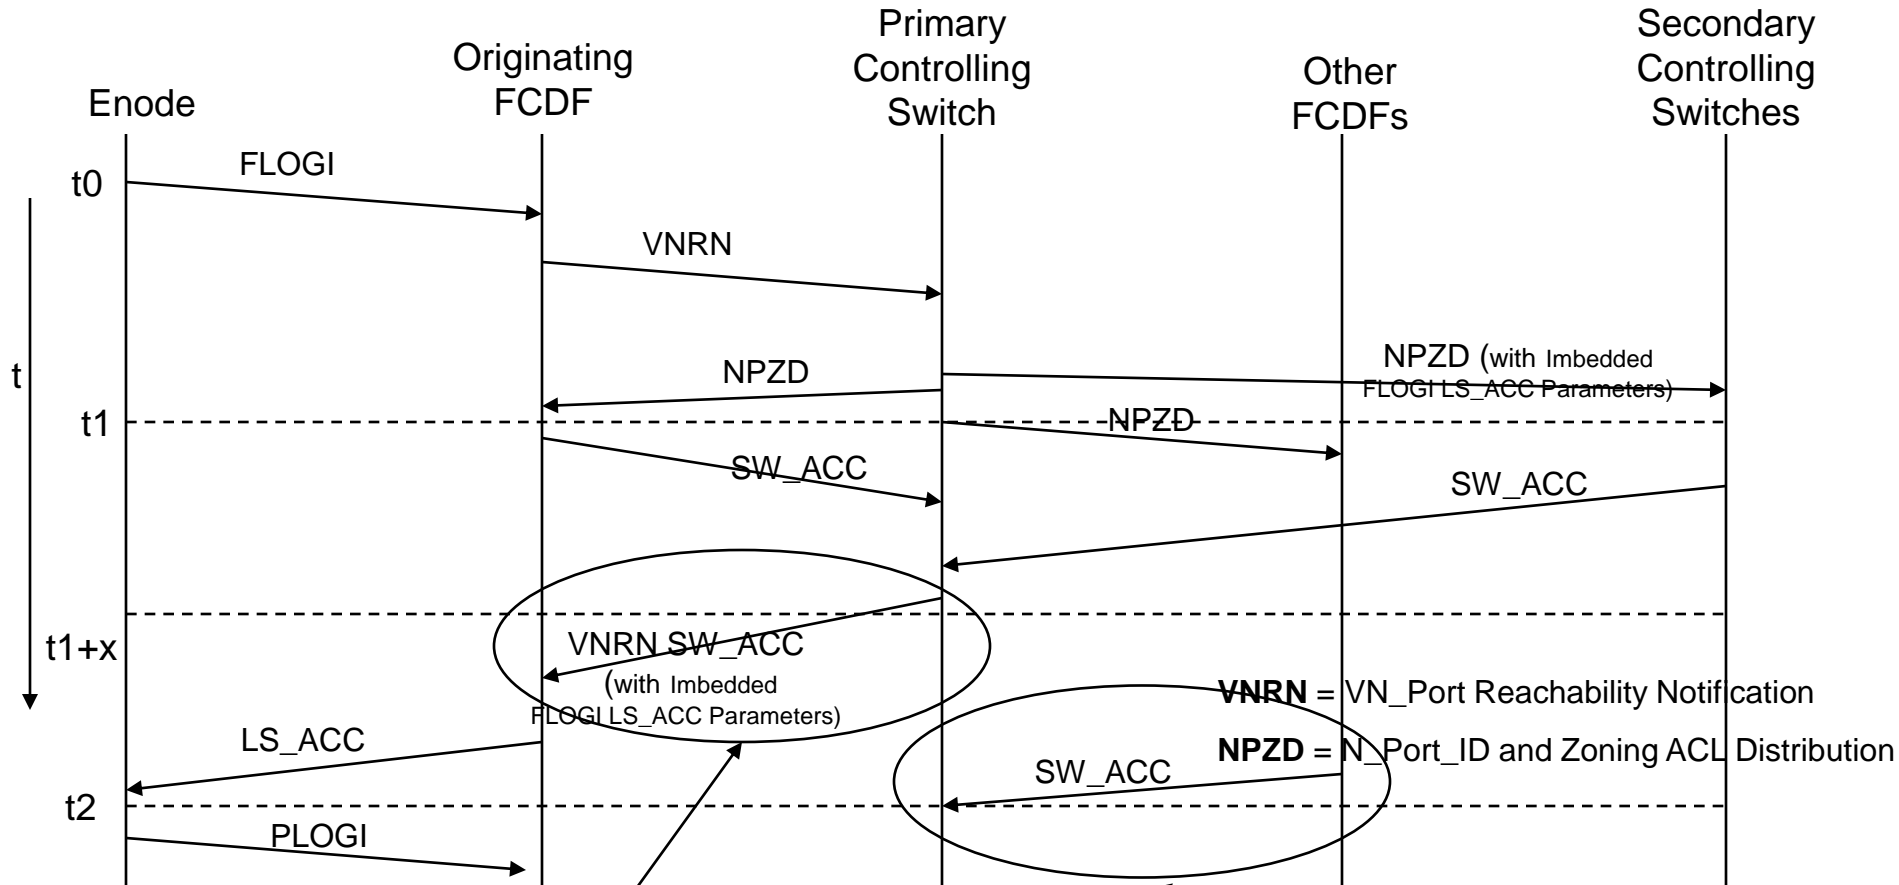 Primary
Controlling
Switch
Secondary
Controlling
Switches
Originating
FCDF
Other
FCDFs
Enode
FLOGI
t0
VNRN
NPZD (with Imbedded
FLOGI LS_ACC Parameters)
NPZD
t
t1
NPZD
SW_ACC
SW_ACC
t1+x
VNRN SW_ACC
(with Imbedded
FLOGI LS_ACC Parameters)
VNRN = VN_Port Reachability Notification
LS_ACC
NPZD = N_Port_ID and Zoning ACL Distribution
SW_ACC
t2
PLOGI